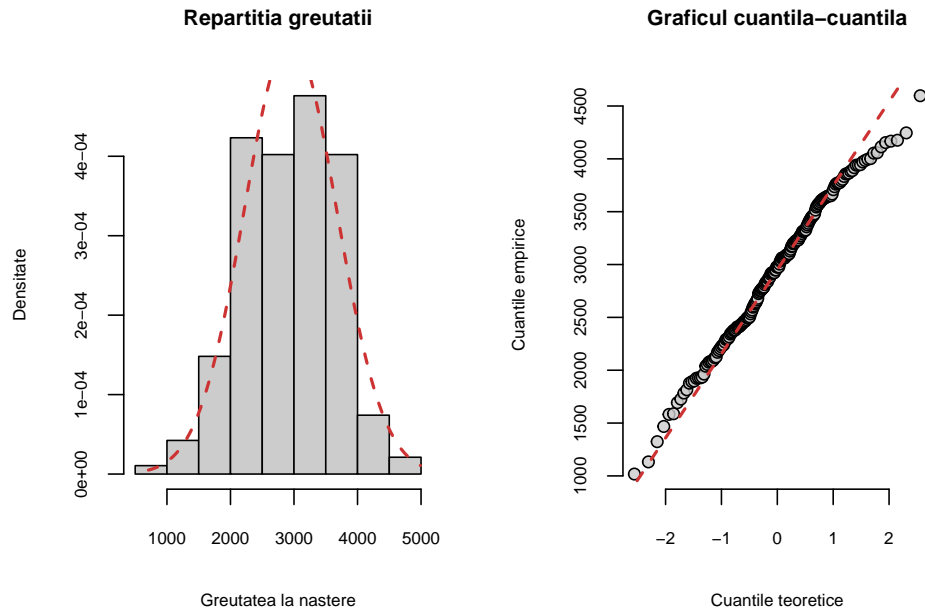 Repartitia greutatii
Densitate
0e+00 1e−04 2e−04 3e−04 4e−04
1000 2000 3000 4000 5000
Greutatea la nastere
Graficul cuantila−cuantila
Cuantile empirice
1000 1500 2000 2500 3000 3500 4000 4500
−2 −1 0 1 2
Cuantile teoretice